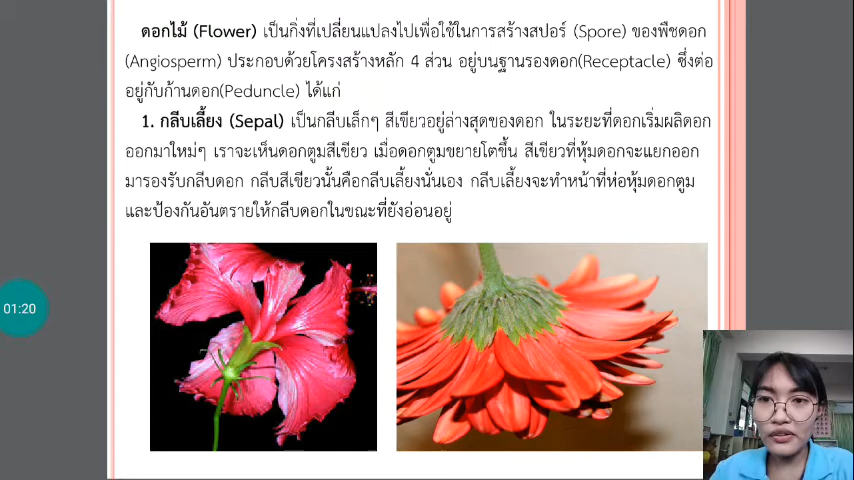 ดอกไม้ (Flower) เป็นกิ่งที่เปลี่ยนแปลงไปเพื่อใช้ในการสร้างสปอร์ (Spore) ของพืชดอก
(Angiosperm) ประกอบด้วยโครงสร้างหลัก 4 ส่วน อยู่บนฐานรองดอก(Receptacle) ซึ่งต่อ
อยู่กับก้านดอก(Peduncle) ได้แก่
1. กลีบเลี้ยง (Sepal) เป็นกลีบเล็กๆ สีเขียวอยู่ล่างสุดของดอก ในระยะที่ดอกเริ่มผลิดอก
ออกมาใหม่ๆ เราจะเห็นดอกตูมสีเขียว เมื่อดอกตูมขยายโตขึ้น สีเขียวที่หุ้มดอกจะแยกออก
มารองรับกลีบดอก กลีบสีเขียวนั้นคือกลีบเลี้ยงนั่นเอง กลีบเลี้ยงจะทำหน้าที่ห่อหุ้มดอกตูม
และป้องกันอันตรายให้กลีบดอกในขณะที่ยังอ่อนอยู่
01:20